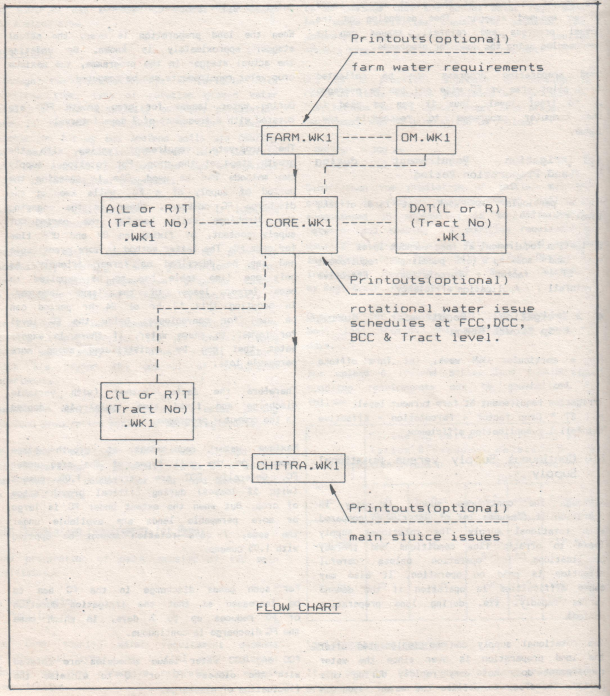 Printouts(optional)
farm water requirements
FARM.WK1
OM.WK1
A(L or R)T
(Tract No)
.WK1
CORE.WK1
DAT(L or R)
(Tract No)
.WK1
Printouts(optional)
rotational water issue
schedules at FCC,DCC,
BCC & Tract level.
C(L or R)T
(Tract No)
.WK1
CHITRA.WK1
Printouts(optional)
main sluice issues
FLOW CHART